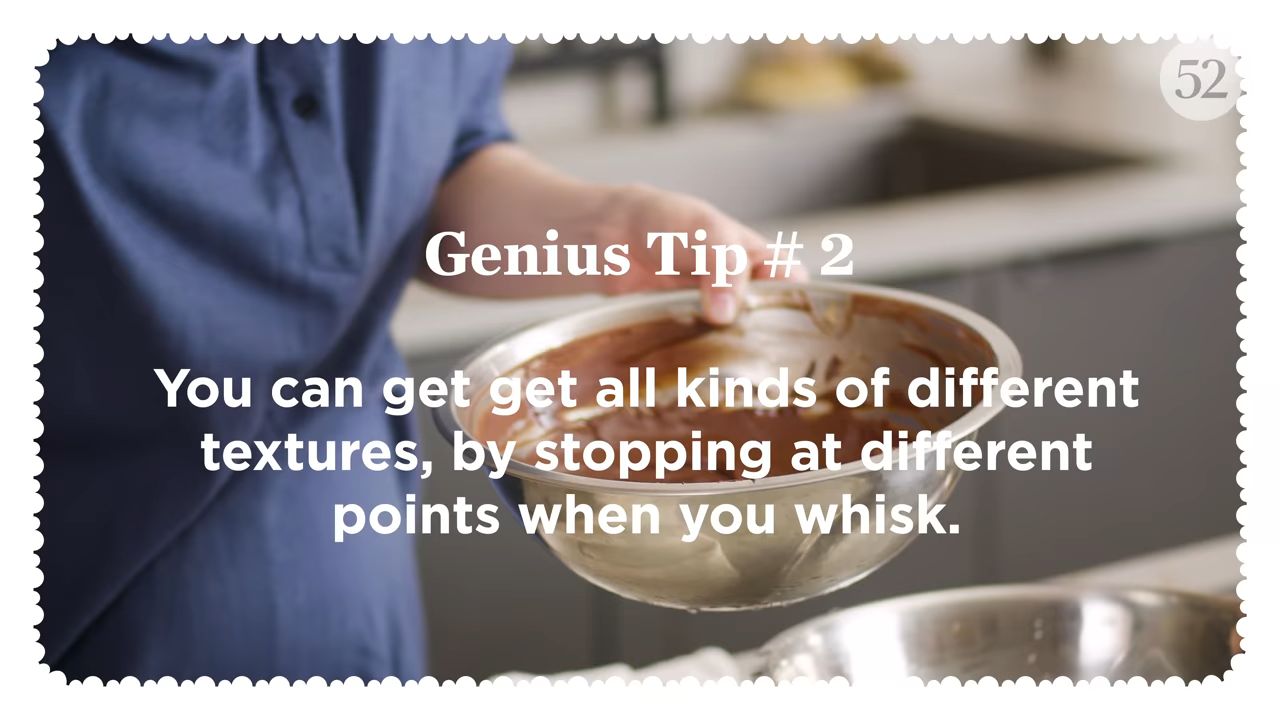 52
Genius Tip # 2
You can get get all kinds of different
textures, by stopping at different
points when you whisk.